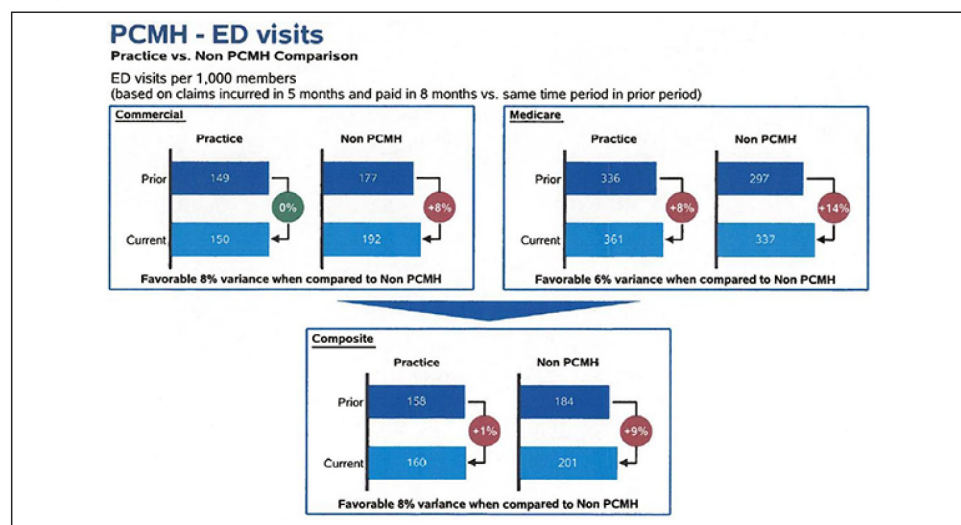 PCMH - ED visits
Practice vs. Non PCMH Comparison
ED visits per 1,000 members
(based on claims incurred in 5 months and paid in 8 months vs. same time period in prior period)
Commercial
Practice
Non PCMH
Prior
149
177
0%
+8%
Current
150
192
Favorable 8% variance when compared to Non PCMH
Medicare
Practice
Non PCMH
336
297
Prior
+8%
+14%
Current
361
337
Favorable 6% variance when compared to Non PCMH
Composite
Practice
Non PCMH
Prior
158
184
+1%
+9%
Current
160
201
Favorable 8% variance when compared to Non PCMH